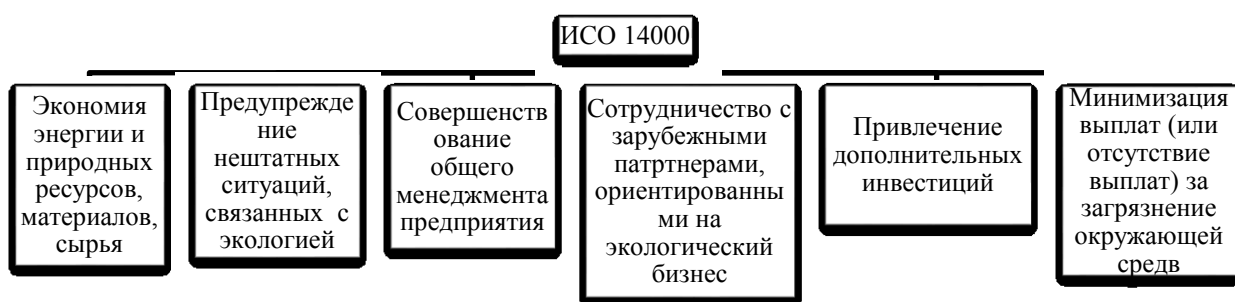 ИСО 14000
Экономия
энергии и
природных
ресурсов,
материалов,
сырья
Предупрежде
ние
нештатных
ситуаций,
связанных с
экологией
Совершенств
ование
общего
менеджмента
предприятия
Сотрудничество с
зарубежными
патртнерами,
ориентированны
ми на
экологический
бизнес
Привлечение
дополнительных
инвестиций
Минимизация
выплат (или
отсутствие
выплат) за
загрязнение
окружающей
средв